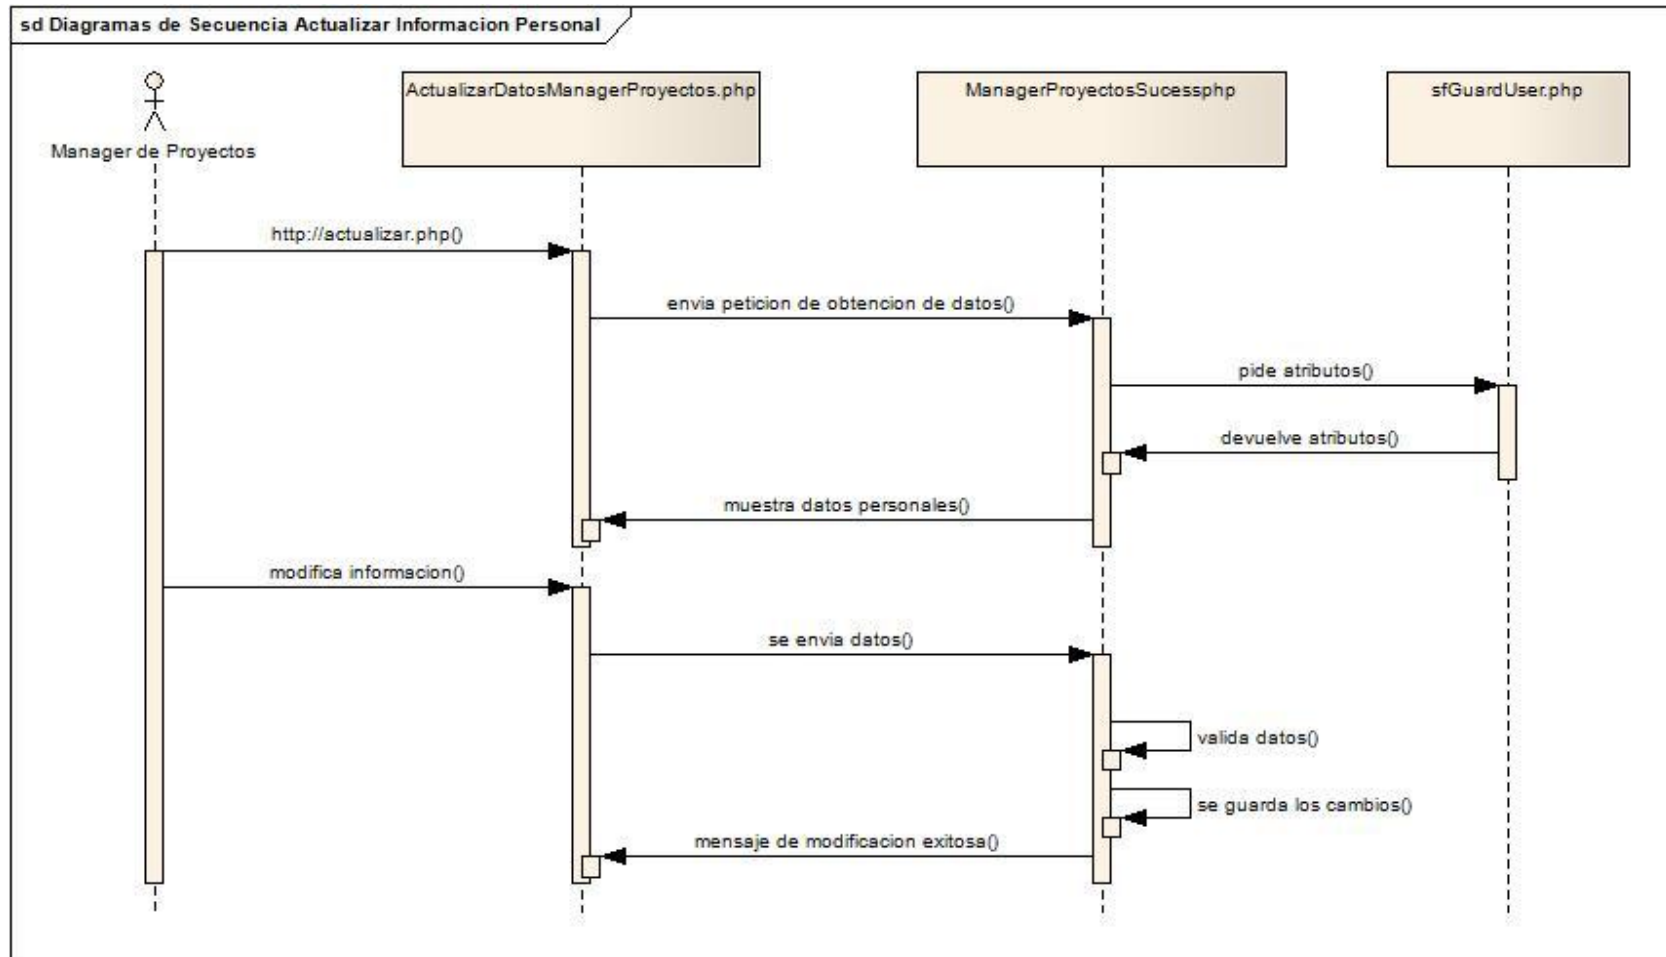 sd Diagramas de Secuencia Actualizar Informacion Personal
Manager de Proyectos
ActualizarDatosManagerProyectos.php
ManagerProyectosSucessphp
sfGuardUser.php
http://actualizar.php()
envia peticion de obtencion de datos()
pide atributos()
devuelve atributos()
muestra datos personales()
modifica informacion()
se envia datos()
valida datos()
se guarda los cambios()
mensaje de modificacion exitosa()